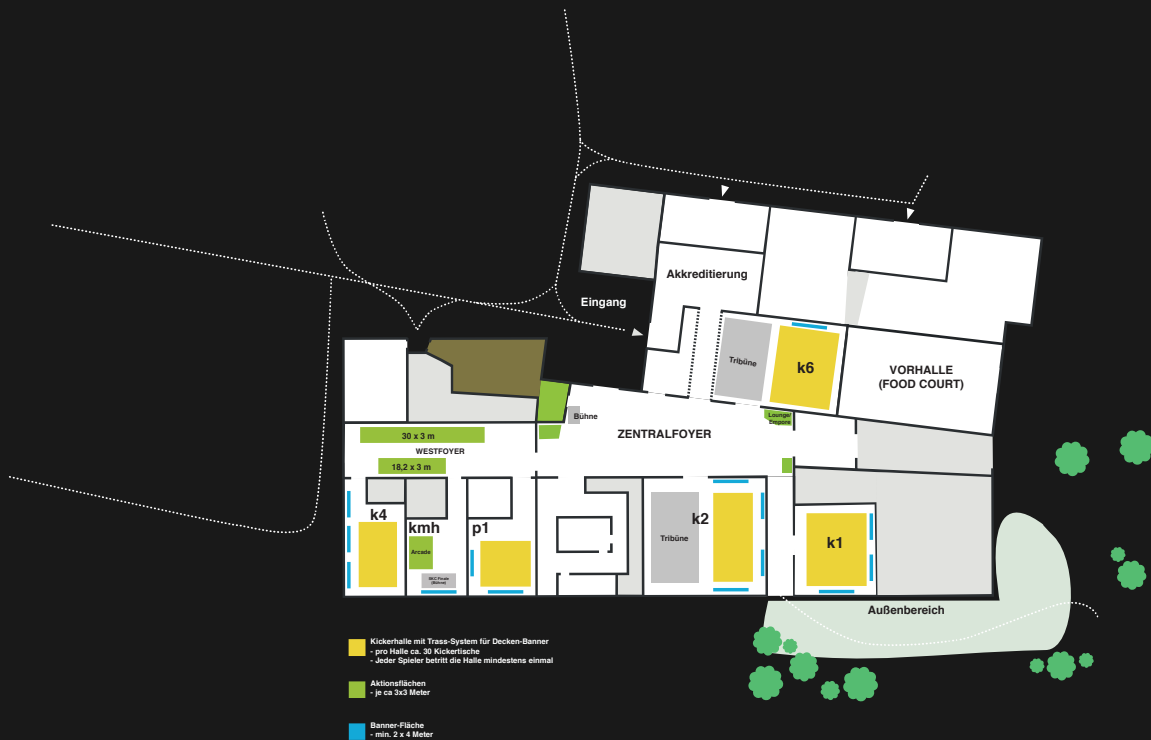 Akkreditierung
Eingang
Tribüne
k6
VORHALLE
(FOOD COURT)
Bühne
Lounge/
Empore
ZENTRALFOYER
30 x 3 m
WESTFOYER
18,2 x 3 m
k4
kmh
p1
k2
k1
Arcade
Tribüne
(Bühne)
Außenbereich
Kickerhalle mit Trass-System für Decken-Banner
- pro Halle ca. 30 Kickertische
- Jeder Spieler betritt die Halle mindestens einmal
Aktionsflächen
- je ca 3x3 Meter
Banner-Fläche
- min. 2 x 4 Meter